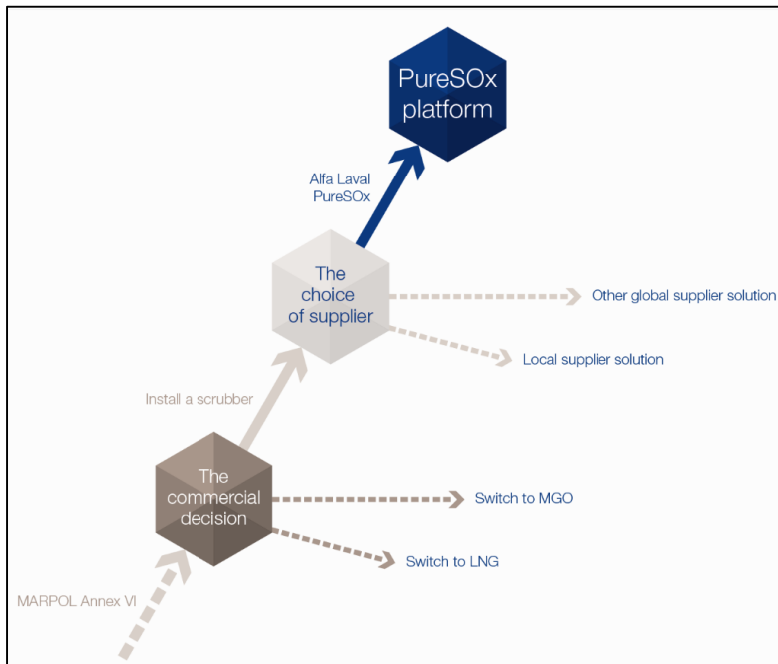 PureSOx
platform
Alfa Laval
PureSOx
The
choice
of supplier
Other global supplier solution
Local supplier solution
Install a scrubber
The
commercial
decision
Switch to MGO
Switch to LNG
MARPOL Annex VI